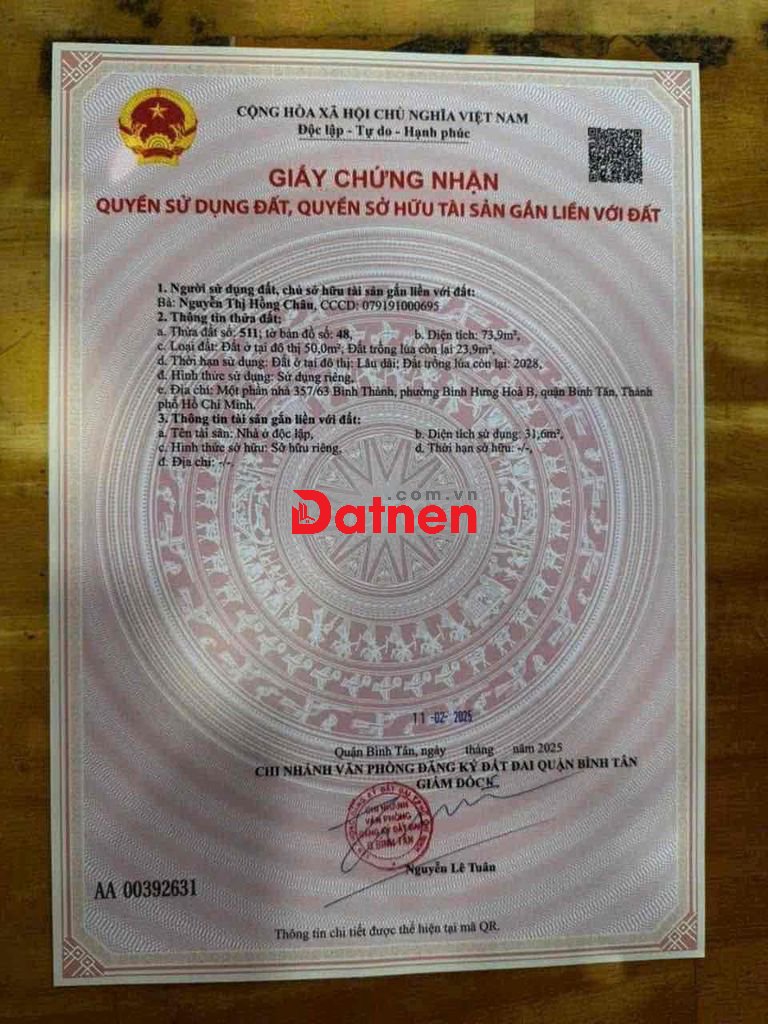 CỘNG HÒA XÃ HỘI CHỦ NGHĨA VIỆT NAM
Độc lập - Tự do - Hạnh phúc
GIẤY CHỨNG NHẬN
QUYỀN SỬ DỤNG ĐẤT, QUYỀN SỞ HỮU TÀI SẢN GẮN LIỀN VỚI ĐẤT
1. Người sử dụng đất, chủ sở hữu tài sản gắn liền với đất:
Bà: Nguyễn Thị Hồng Châu, CCCD: 079191000695
2. Thông tin thửa đất:
a. Thửa đất số: 511; tờ bản đồ số: 48, b. Diện tích: 73,9m²,
c. Loại đất: Đất ở tại đô thị 50,0m²; Đất trồng lúa còn lại 23,9m²,
d. Thời hạn sử dụng: Đất ở tại đô thị: Lâu dài; Đất trồng lúa còn lại: 2028,
đ. Hình thức sử dụng: Sử dụng riêng,
e. Địa chỉ: Một phần nhà 357/63 Bình Thành, phường Bình Hưng Hoà B, quận Bình Tân, Thành
phố Hồ Chí Minh.
3. Thông tin tài sản gắn liền với đất:
a. Tên tài sản: Nhà ở độc lập, b. Diện tích sử dụng: 31,6m²,
c. Hình thức sở hữu: Sở hữu riêng, d. Thời hạn sở hữu: -/-,
đ. Địa chỉ: -/-.
.com.vn
Datnen
11 -02- 2025
Quận Bình Tân, ngày tháng năm 2025
CHI NHÁNH VĂN PHÒNG ĐĂNG KÝ ĐẤT ĐAI QUẬN BÌNH TÂN
GIÁM ĐỐC
CHI NHÁNH
VĂN PHÒNG
ĐĂNG KÝ ĐẤT ĐAI
Q. BÌNH TÂN
Nguyễn Lê Tuân
AA 00392631
Thông tin chi tiết được thể hiện tại mã QR.